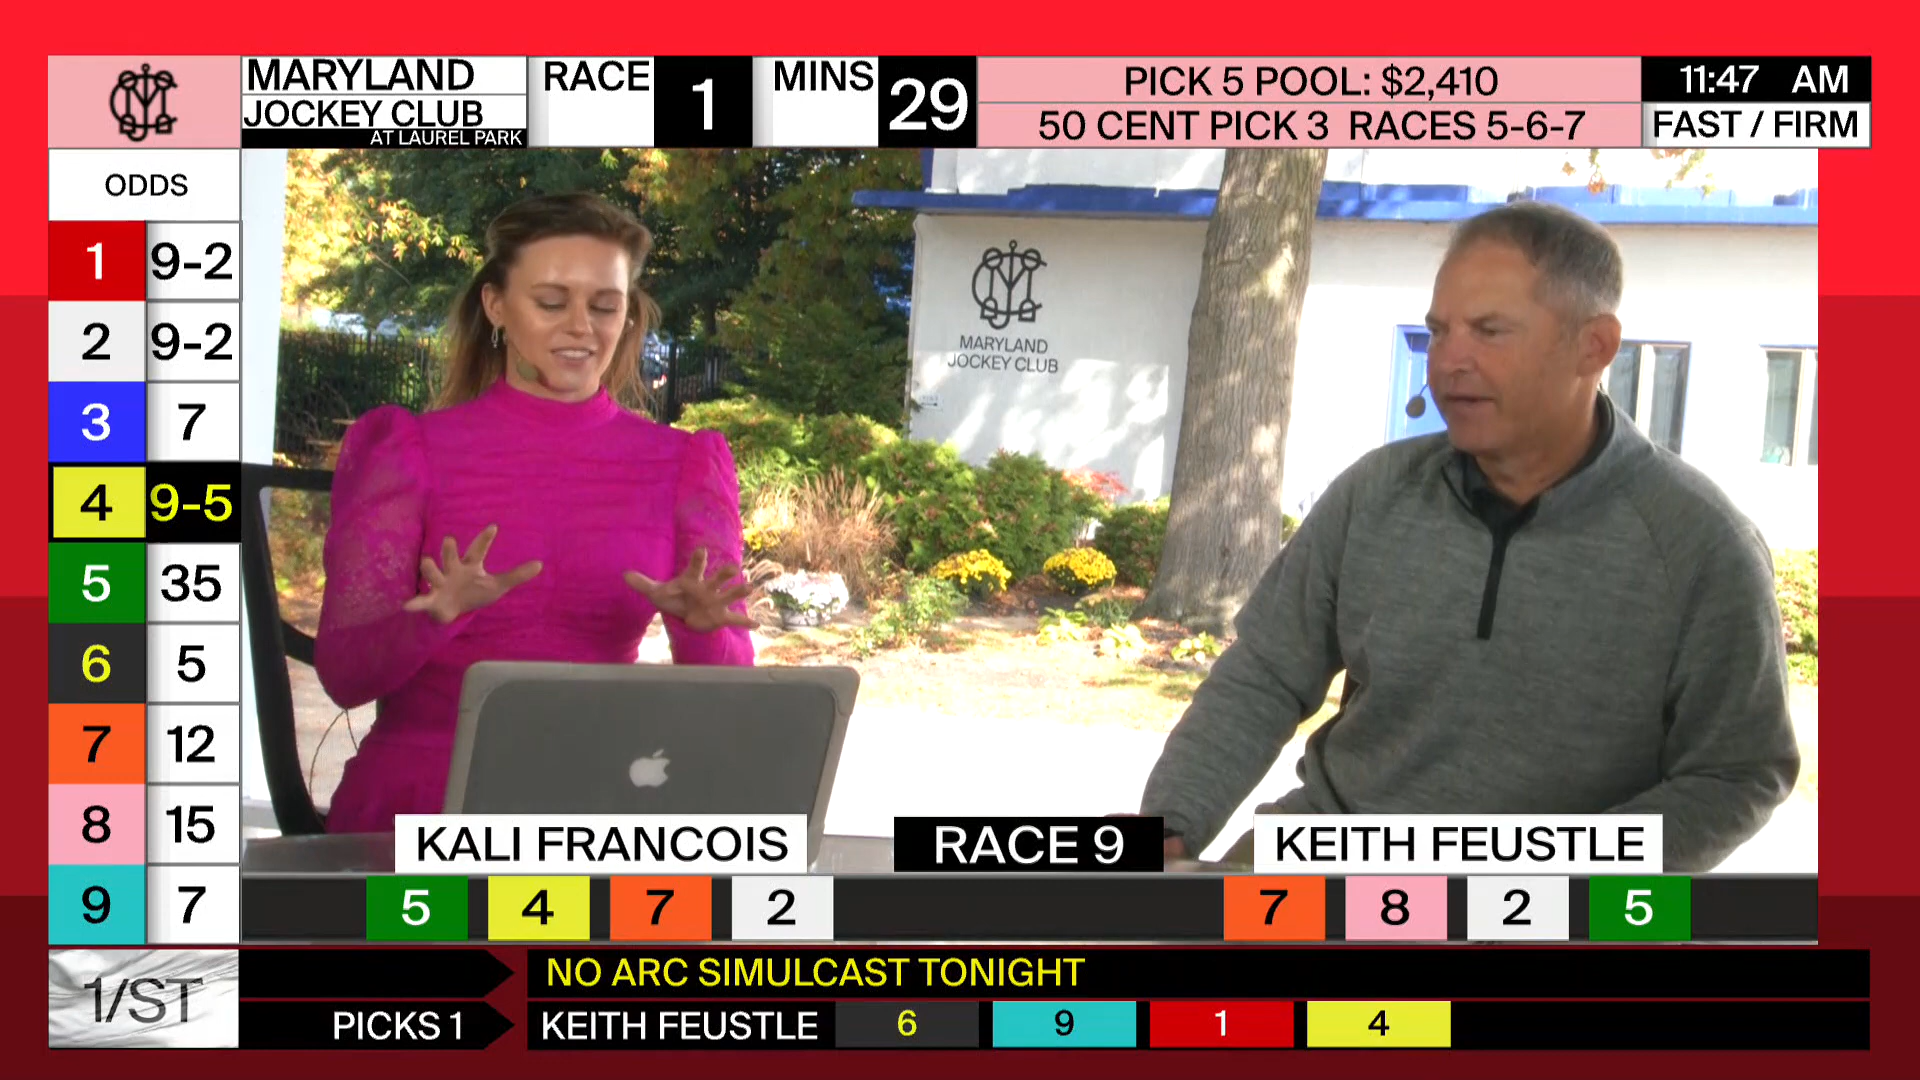 MARYLAND
JOCKEY CLUB
AT LAUREL PARK
RACE 1
MINS 29
PICK 5 POOL: $2,410
50 CENT PICK 3 RACES 5-6-7
11:47 AM
FAST / FIRM
ODDS
1 9-2
2 9-2
3 7
4 9-5
5 35
6 5
7 12
8 15
9 7
MARYLAND
JOCKEY CLUB
KALI FRANCOIS
RACE 9
KEITH FEUSTLE
5 4 7 2
7 8 2 5
1/ST
NO ARC SIMULCAST TONIGHT
PICKS 1
KEITH FEUSTLE 6 9 1 4